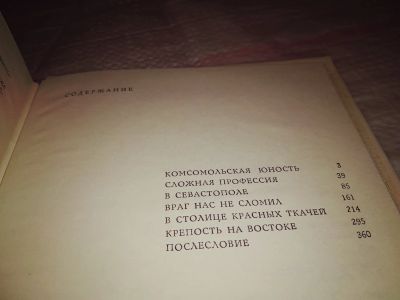 СОДЕРЖАНИЕ
КОМСОМОЛЬСКАЯ ЮНОСТЬ 3
СЛОЖНАЯ ПРОФЕССИЯ 39
В СЕВАСТОПОЛЕ 85
ВРАГ НАС НЕ СЛОМИЛ 161
В СТОЛИЦЕ КРАСНЫХ ТКАЧЕЙ 214
КРЕПОСТЬ НА ВОСТОКЕ 295
ПОСЛЕСЛОВИЕ 360